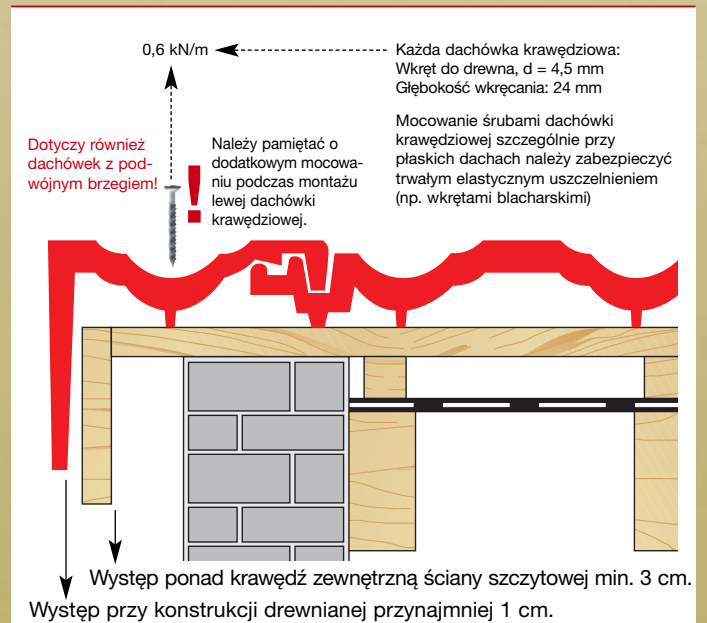 0,6 kN/m
Każda dachówka krawędziowa:
Wkręt do drewna, d = 4,5 mm
Głębokość wkręcania: 24 mm
Mocowanie śrubami dachówki
krawędziowej szczególnie przy
płaskich dachach należy zabezpieczyć
trwałym elastycznym uszczelnieniem
(np. wkrętami blacharskimi)
Dotyczy również
dachówek z pod-
wójnym brzegiem!
!
Należy pamiętać o
dodatkowym mocowa-
niu podczas montażu
lewej dachówki
krawędziowej.
Występ ponad krawędź zewnętrzną ściany szczytowej min. 3 cm.
Występ przy konstrukcji drewnianej przynajmniej 1 cm.